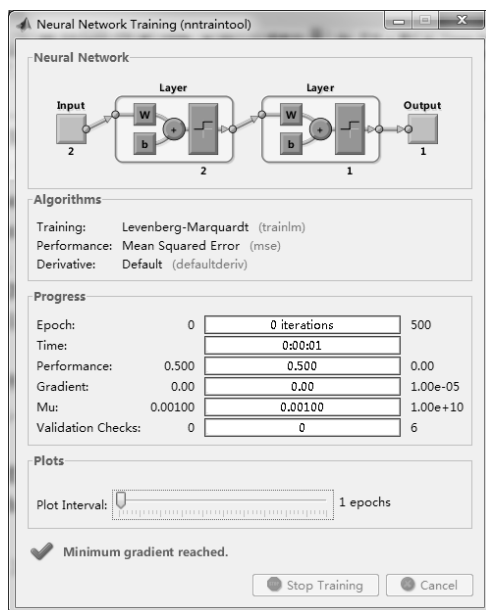 Neural Network Training (nntraintool)
Neural Network
Layer Layer
Input Output
W W
+ +
b b
2 1
2 1
Algorithms
Training: Levenberg-Marquardt (trainlm)
Performance: Mean Squared Error (mse)
Derivative: Default (defaultderiv)
Progress
Epoch: 0 0 iterations 500
Time: 0:00:01
Performance: 0.500 0.500 0.00
Gradient: 0.00 0.00 1.00e-05
Mu: 0.00100 0.00100 1.00e+10
Validation Checks: 0 0 6
Plots
Plot Interval: 1 epochs
Minimum gradient reached.
Stop Training Cancel